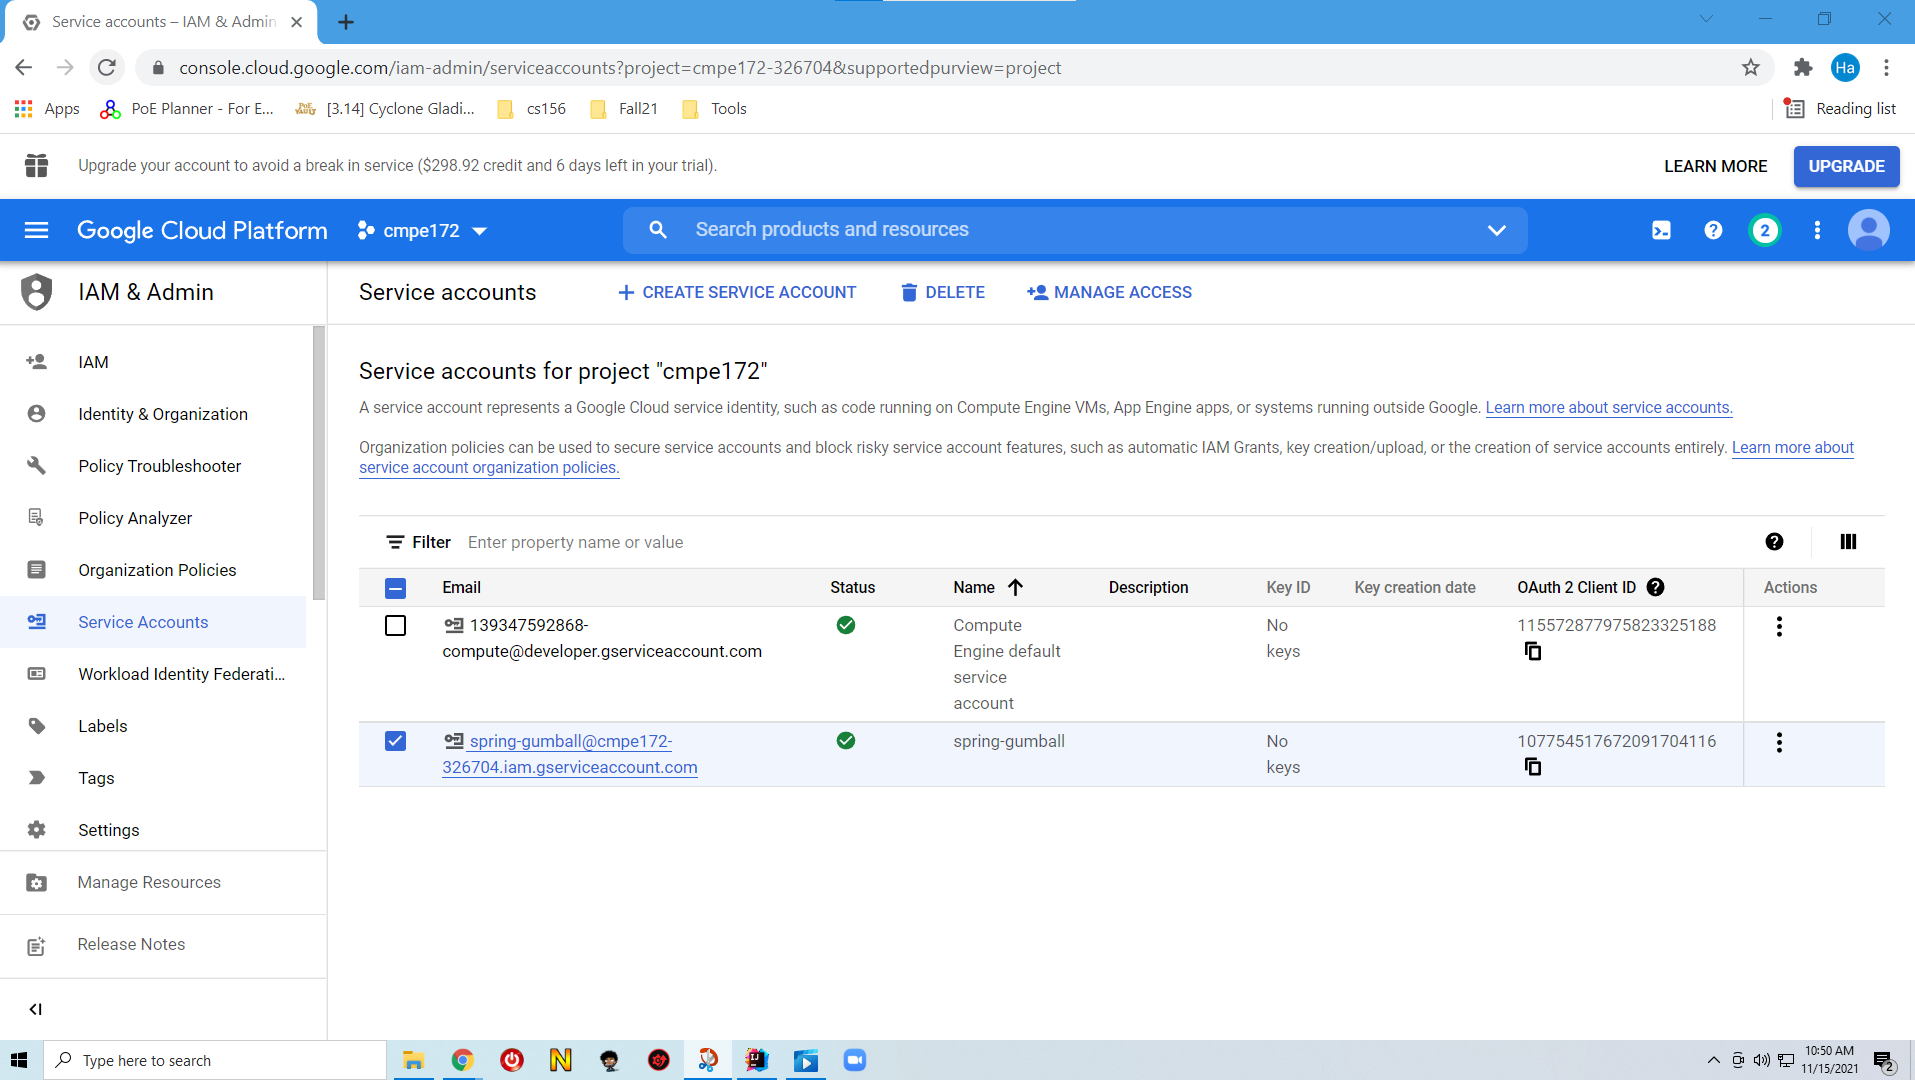 Service accounts – IAM & Admin
console.cloud.google.com/iam-admin/serviceaccounts?project=cmpe172-326704&supportedpurview=project
Ha
Apps
PoE Planner - For E...
[3.14] Cyclone Gladi...
cs156
Fall21
Tools
Reading list
Upgrade your account to avoid a break in service ($298.92 credit and 6 days left in your trial).
LEARN MORE
UPGRADE
Google Cloud Platform
cmpe172
Search products and resources
2
IAM & Admin
Service accounts
CREATE SERVICE ACCOUNT
DELETE
MANAGE ACCESS
IAM
Identity & Organization
Policy Troubleshooter
Policy Analyzer
Organization Policies
Service Accounts
Workload Identity Federati...
Labels
Tags
Settings
Manage Resources
Release Notes
Service accounts for project "cmpe172"
A service account represents a Google Cloud service identity, such as code running on Compute Engine VMs, App Engine apps, or systems running outside Google. Learn more about service accounts.
Organization policies can be used to secure service accounts and block risky service account features, such as automatic IAM Grants, key creation/upload, or the creation of service accounts entirely. Learn more about
service account organization policies.
Filter Enter property name or value
Email Status Name Description Key ID Key creation date OAuth 2 Client ID Actions
139347592868-
compute@developer.gserviceaccount.com
Compute
Engine default
service
account
No
keys
115572877975823325188
spring-gumball@cmpe172-
326704.iam.gserviceaccount.com
spring-gumball
No
keys
107754517672091704116
Type here to search
10:50 AM
11/15/2021
2